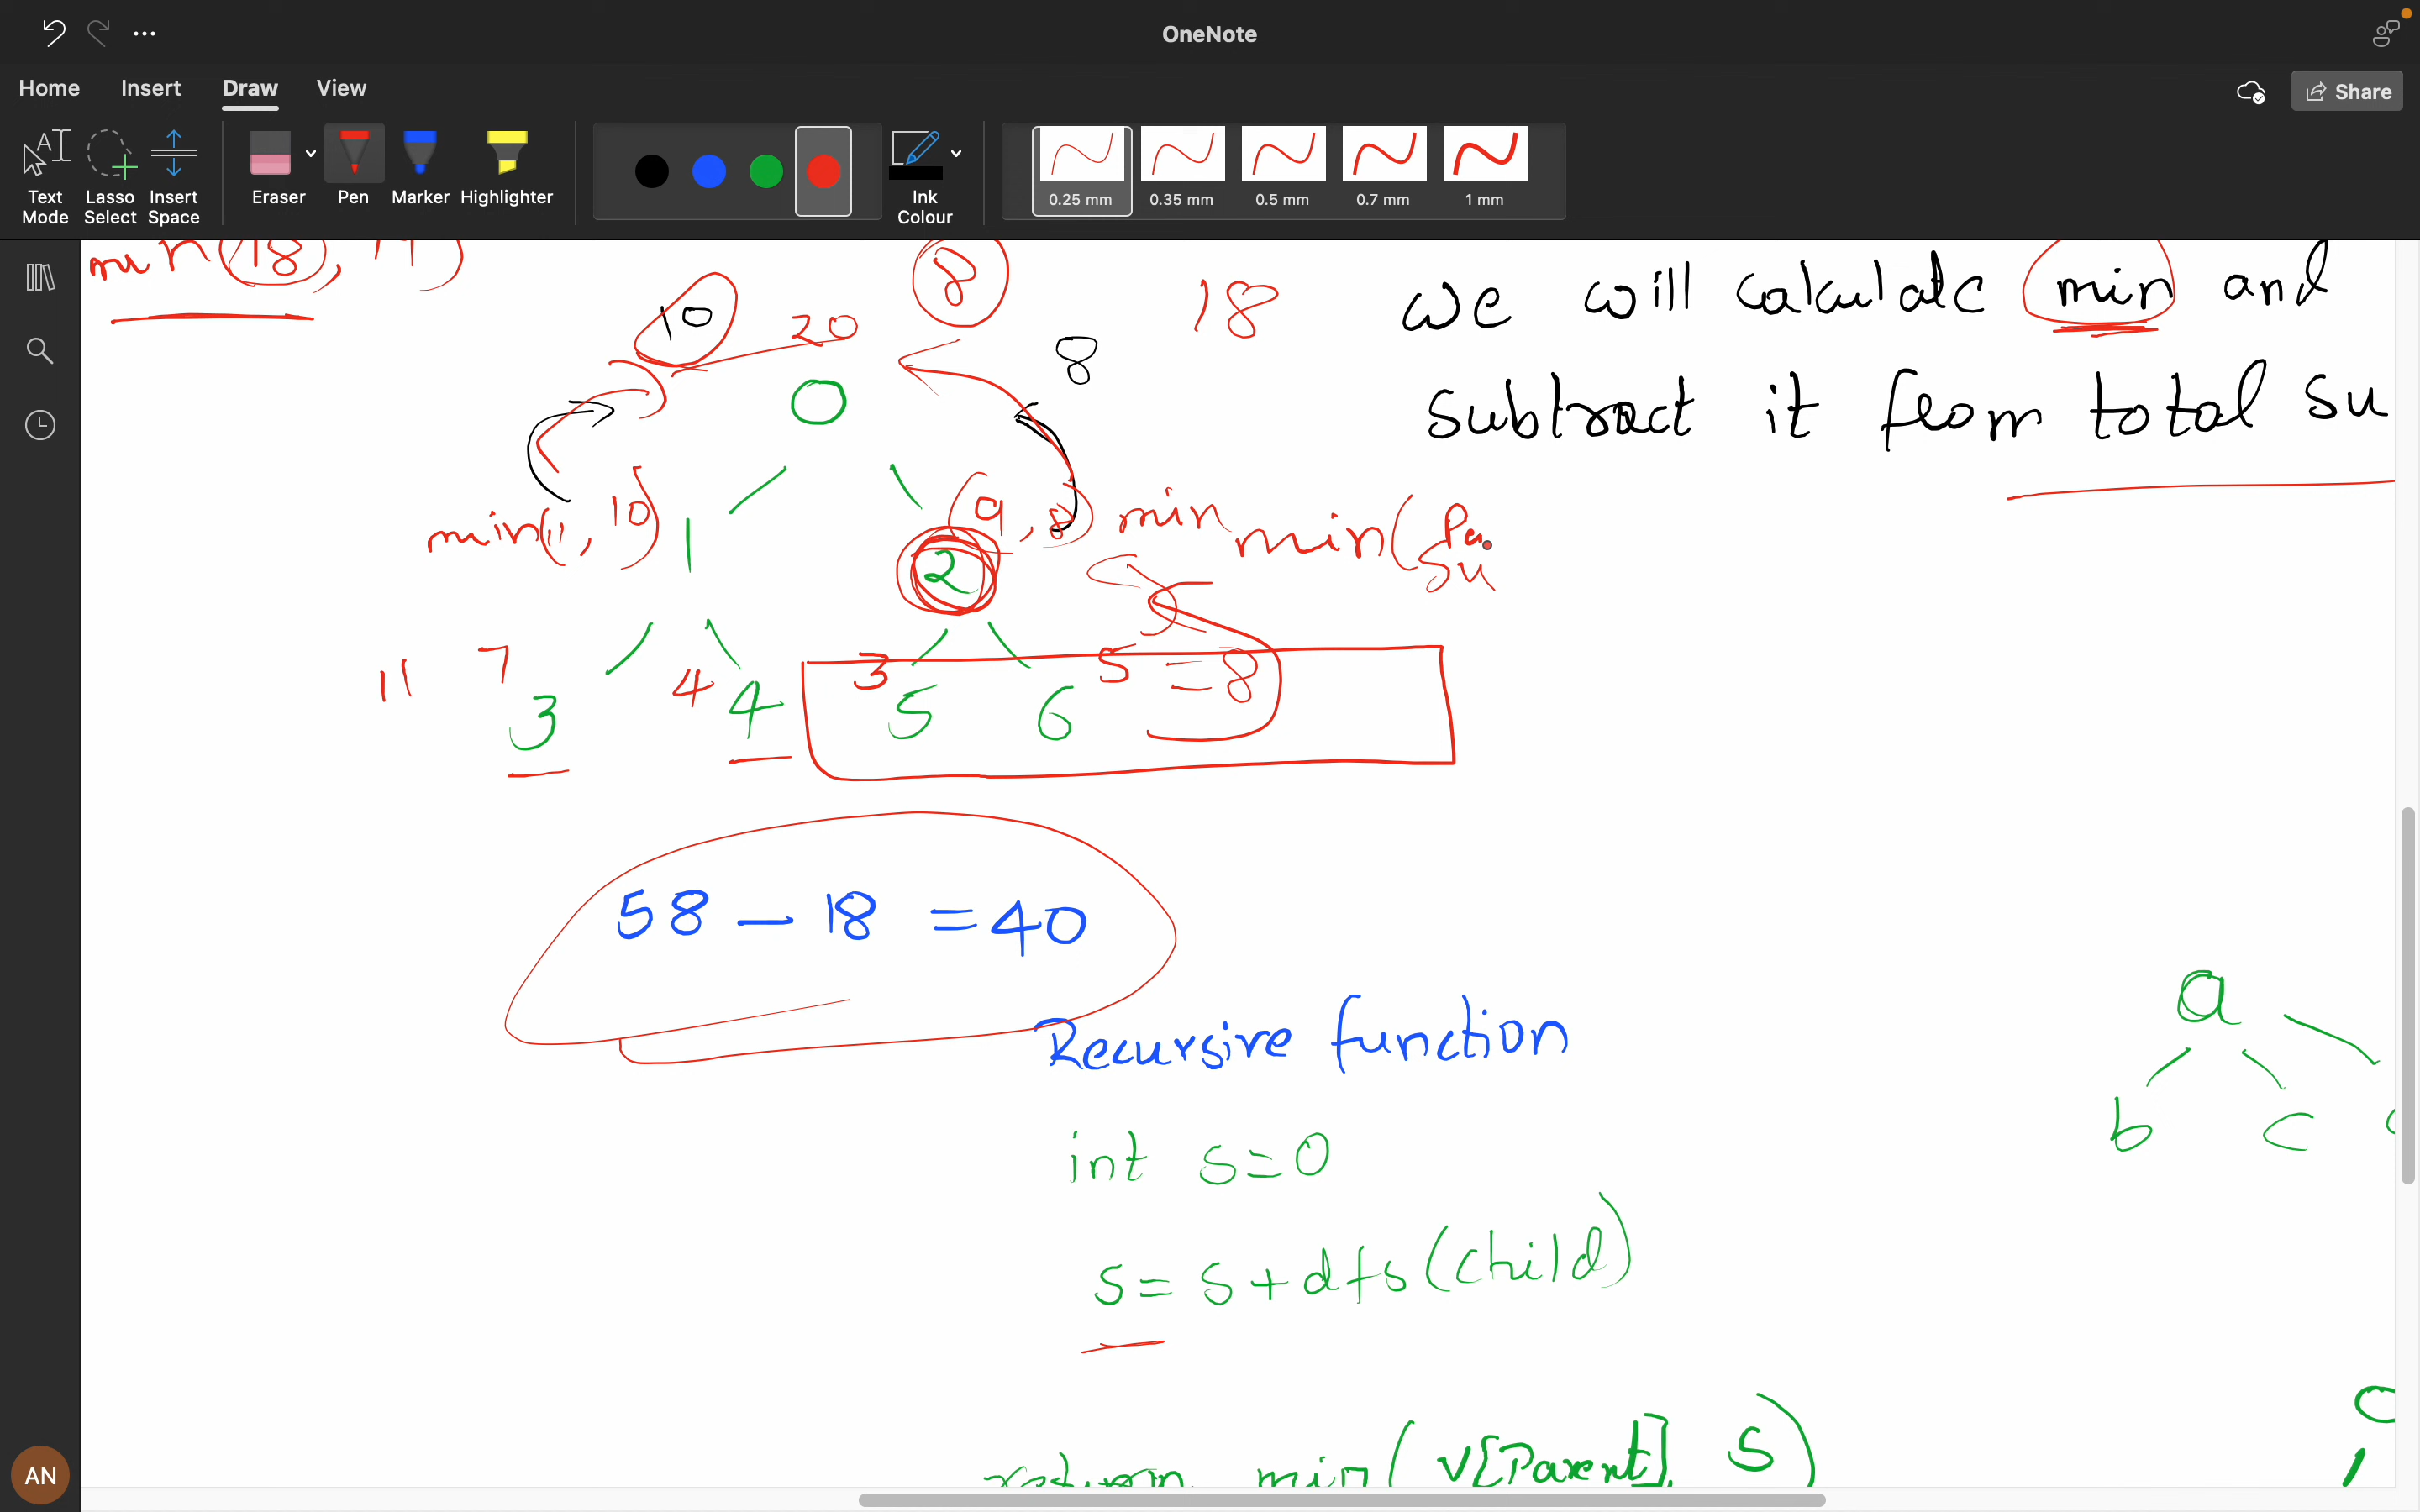 OneNote
Home Insert Draw View
Share
Text Mode
Lasso Select
Insert Space
Eraser
Pen
Marker
Highlighter
Ink Colour
0.25 mm 0.35 mm 0.5 mm 0.7 mm 1 mm
min(18,
8
18
we will calculate min and
10
20
8
0
subtract it from total su
min(11, 10)
1
(9, 8) min
min(
2
11 7 4 3 5 = 8
3 4 5 6
58 - 18 = 40
a
Recursive function
b c
int s=0
s = s + dfs(child)
return min(v[Parent], s)
AN